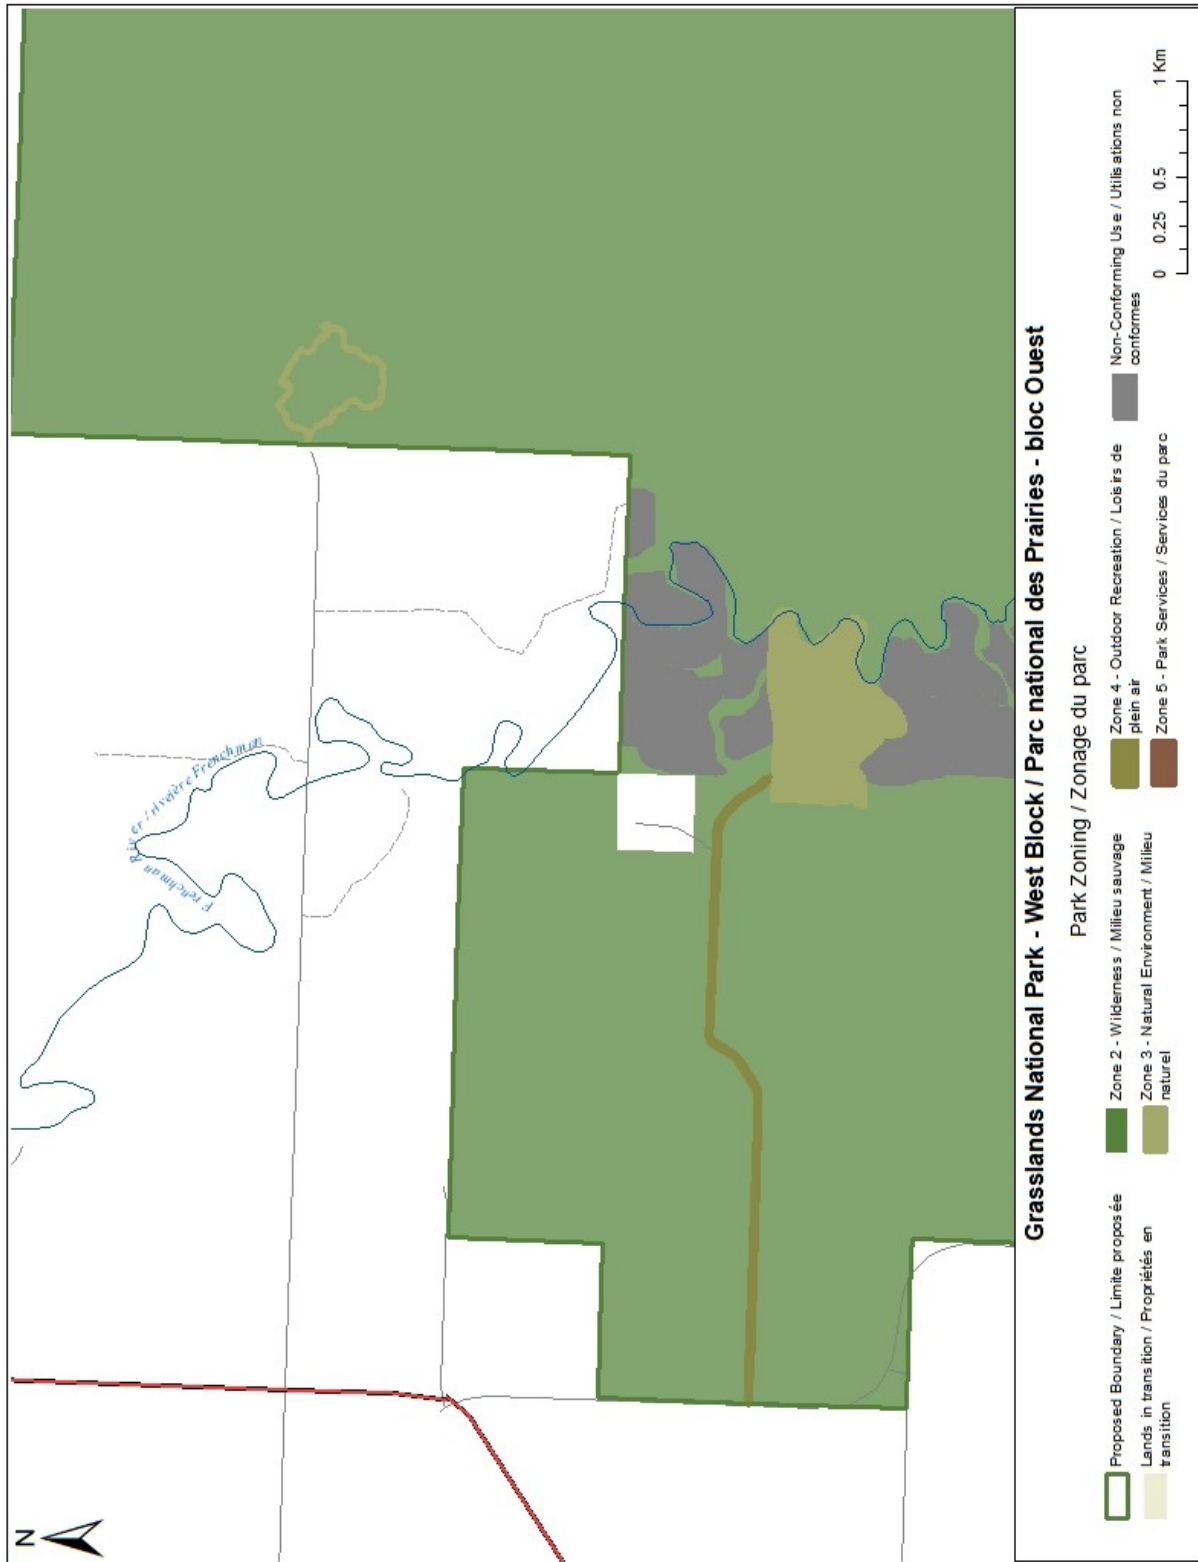 N
Frenchman River / rivière Frenchman
Grasslands National Park - West Block / Parc national des Prairies - bloc Ouest
Park Zoning / Zonage du parc
Proposed Boundary / Limite proposée
Lands in transition / Propriétés en
transition
Zone 2 - Wilderness / Milieu sauvage
Zone 3 - Natural Environment / Milieu
naturel
Zone 4 - Outdoor Recreation / Loisirs de
plein air
Zone 5 - Park Services / Services du parc
Non-Conforming Use / Utilisations non
conformes
0 0.25 0.5 1 Km